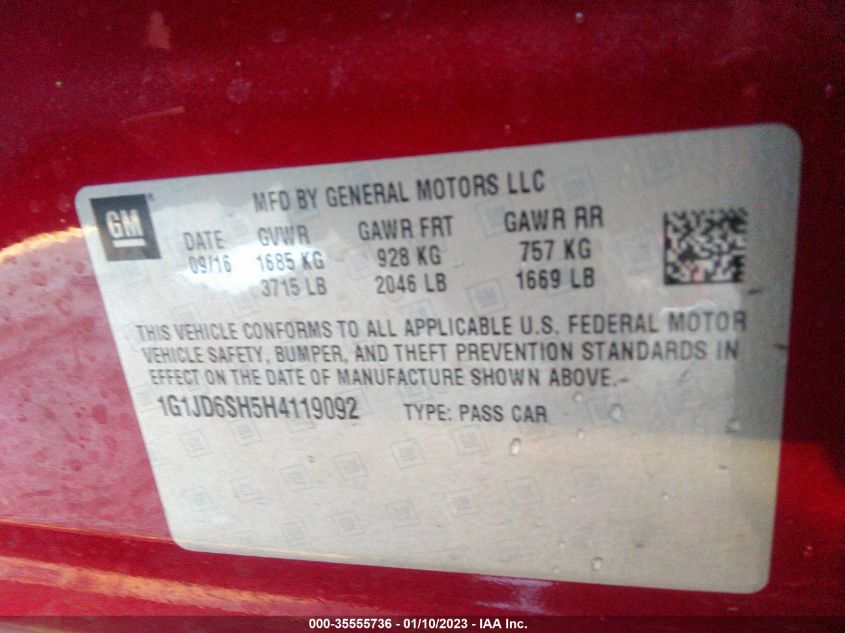 MFD BY GENERAL MOTORS LLC
GM
DATE GVWR GAWR FRT GAWR RR
09/16 1685 KG 928 KG 757 KG
3715 LB 2046 LB 1669 LB
THIS VEHICLE CONFORMS TO ALL APPLICABLE U.S. FEDERAL MOTOR
VEHICLE SAFETY, BUMPER, AND THEFT PREVENTION STANDARDS IN
EFFECT ON THE DATE OF MANUFACTURE SHOWN ABOVE.
1G1JD6SH5H4119092 TYPE: PASS CAR
000-35555736 - 01/10/2023 - IAA Inc.